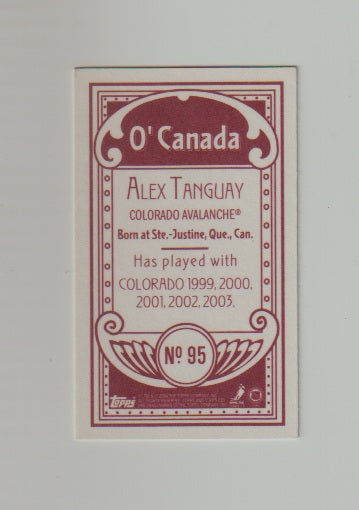 O' Canada
ALEX TANGUAY
COLORADO AVALANCHE®
Born at Ste.-Justine, Que., Can.
Has played with
COLORADO 1999, 2000,
2001, 2002, 2003.
Nº 95
topps